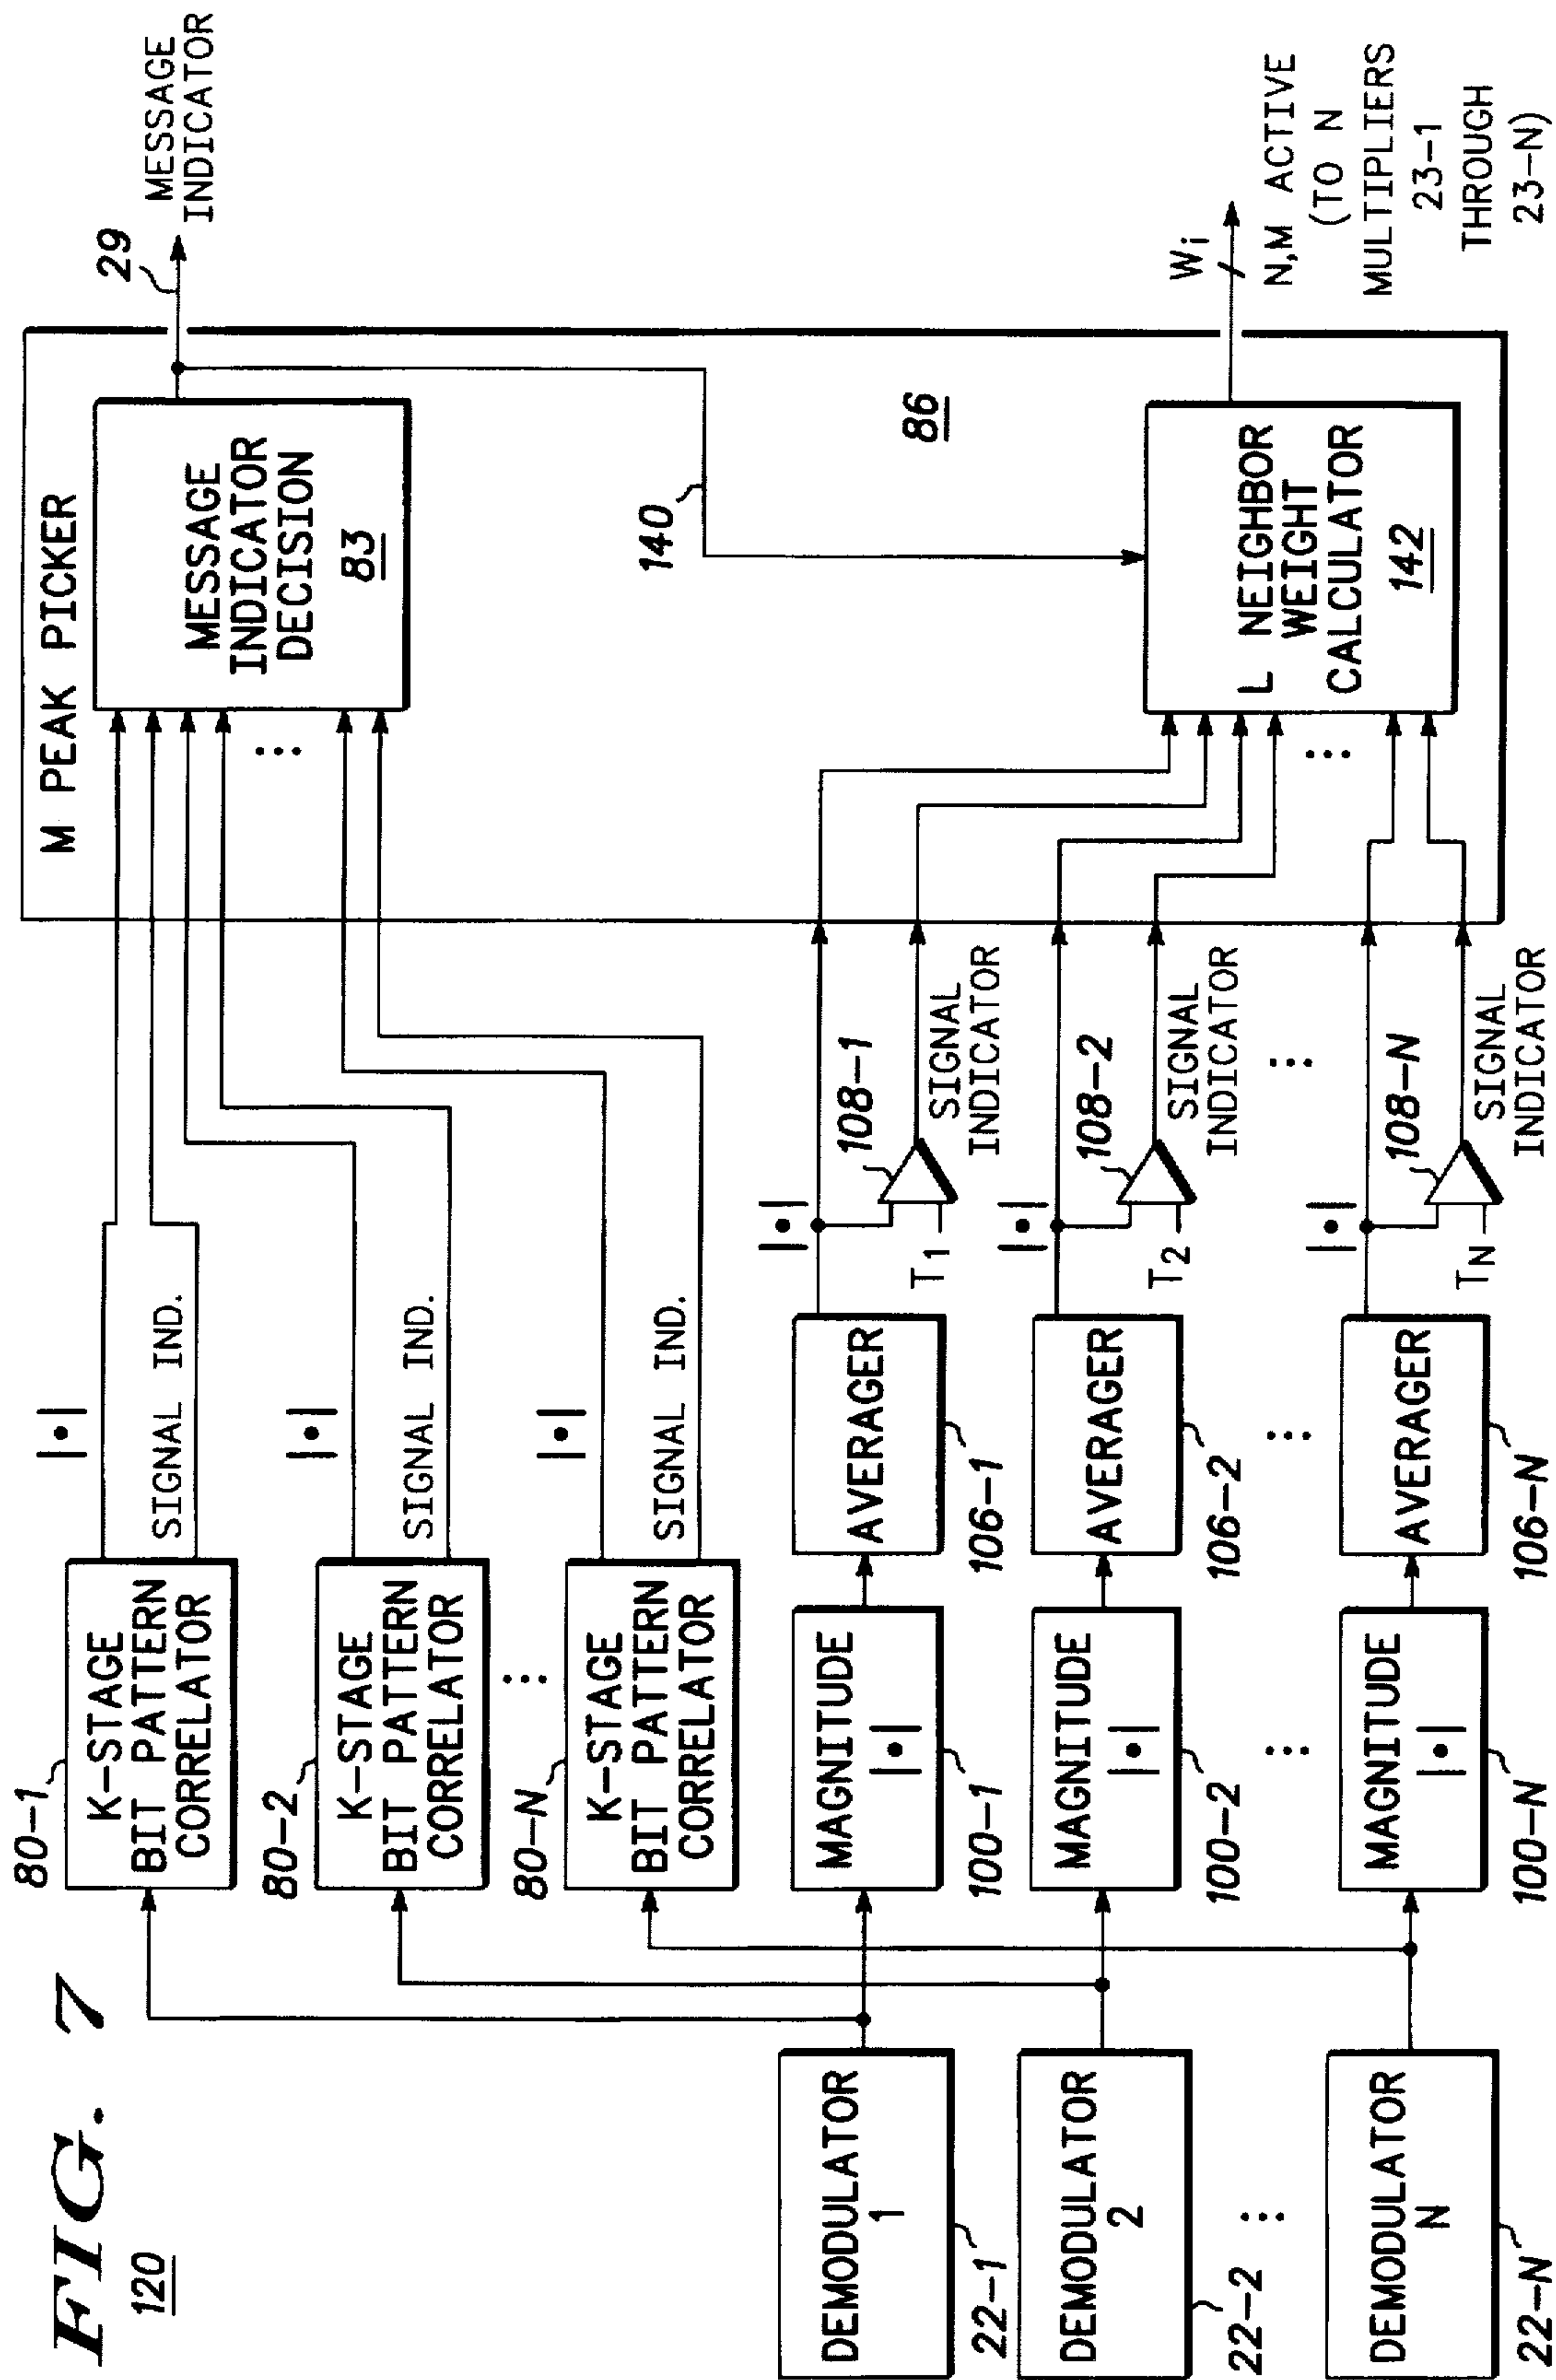 FIG. 7
120
80-1
K-STAGE
BIT PATTERN
CORRELATOR
|•|
SIGNAL IND.
80-2
K-STAGE
BIT PATTERN
CORRELATOR
|•|
SIGNAL IND.
⋮
80-N
K-STAGE
BIT PATTERN
CORRELATOR
|•|
SIGNAL IND.
M PEAK PICKER
MESSAGE
INDICATOR
DECISION
83
⋮
29
MESSAGE
INDICATOR
140
86
DEMODULATOR
1
22-1
MAGNITUDE
|•|
100-1
AVERAGER
106-1
|•|
T1
108-1
SIGNAL
INDICATOR
DEMODULATOR
2
22-2
MAGNITUDE
|•|
100-2
AVERAGER
106-2
|•|
T2
108-2
SIGNAL
INDICATOR
⋮
⋮
⋮
⋮
DEMODULATOR
N
22-N
MAGNITUDE
|•|
100-N
AVERAGER
106-N
|•|
TN
108-N
SIGNAL
INDICATOR
⋮
L NEIGHBOR
WEIGHT
CALCULATOR
142
Wi
N,M ACTIVE
(TO N
MULTIPLIERS
23-1
THROUGH
23-N)